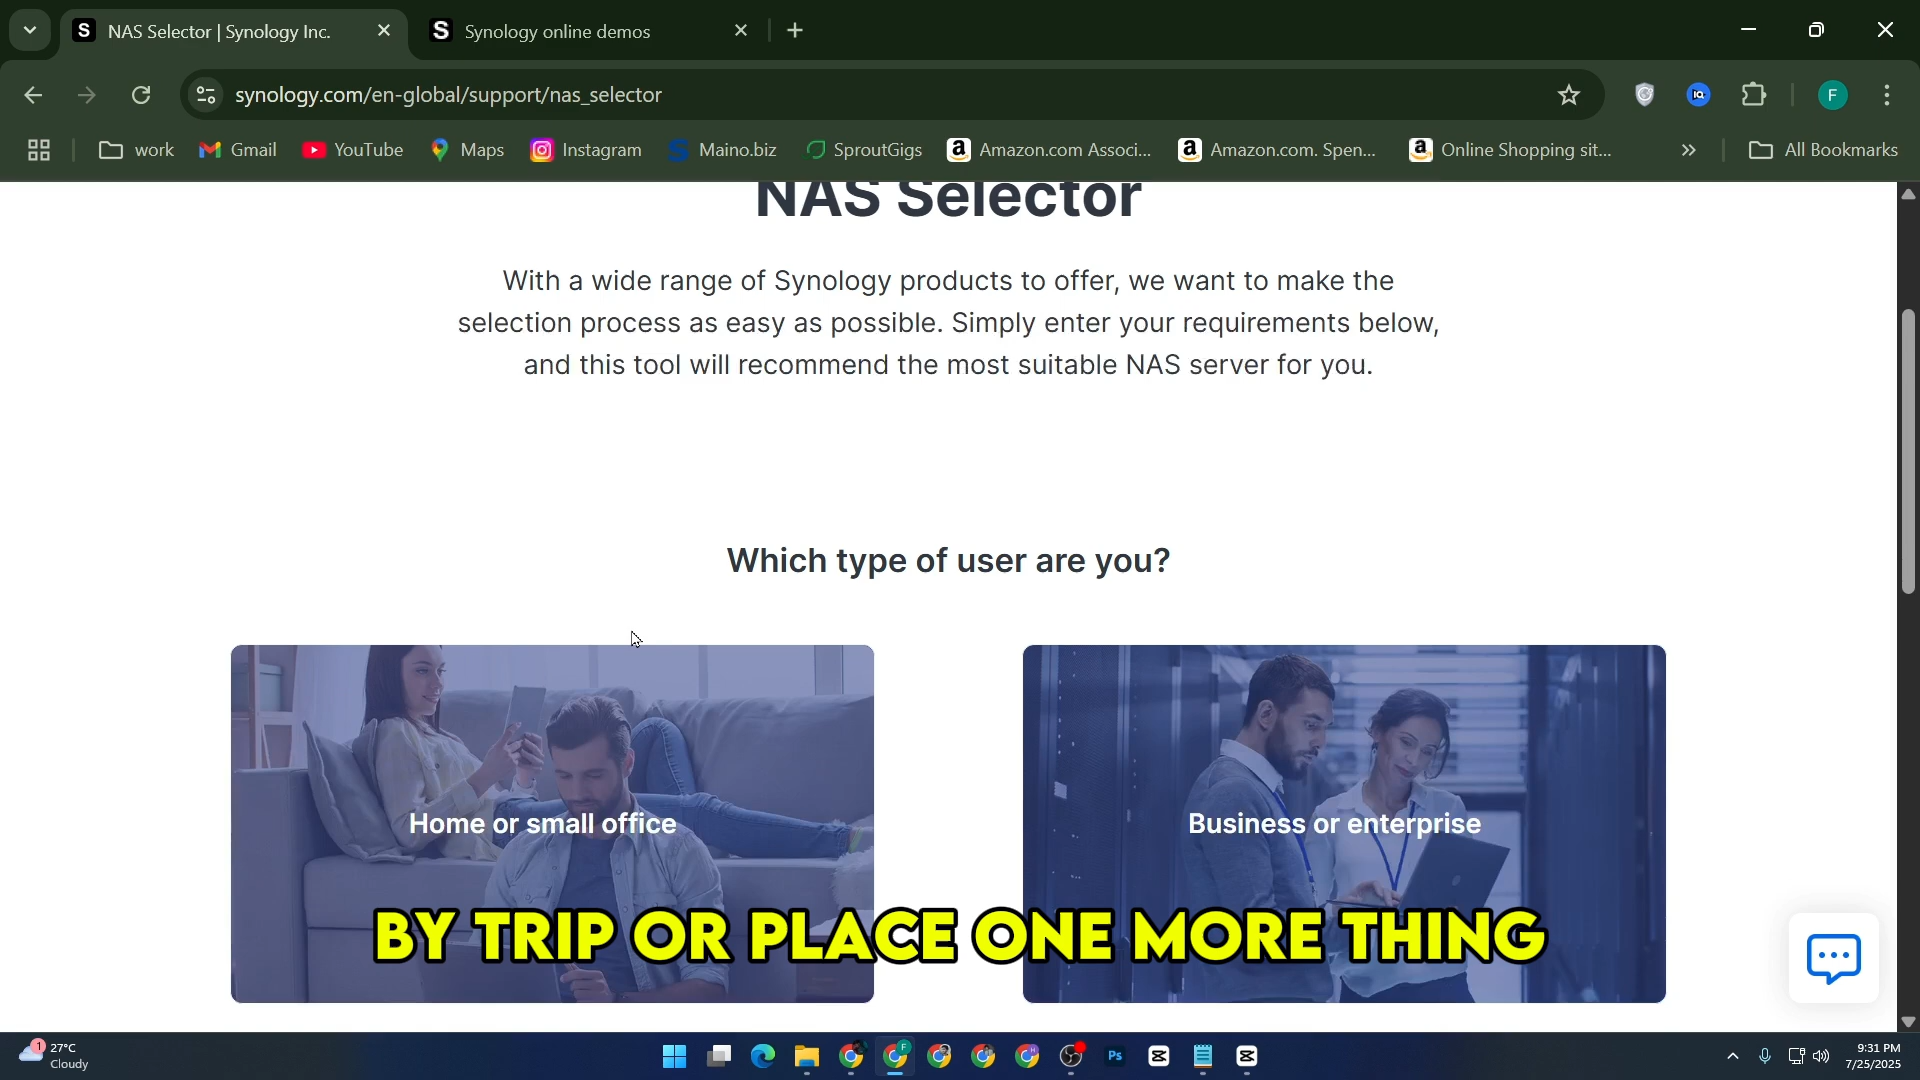 NAS Selector | Synology Inc.
Synology online demos
synology.com/en-global/support/nas_selector
F
work
Gmail
YouTube
Maps
Instagram
Maino.biz
SproutGigs
Amazon.com Associ...
Amazon.com. Spen...
Online Shopping sit...
All Bookmarks
NAS Selector
With a wide range of Synology products to offer, we want to make the
selection process as easy as possible. Simply enter your requirements below,
and this tool will recommend the most suitable NAS server for you.
Which type of user are you?
Home or small office
Business or enterprise
BY TRIP OR PLACE ONE MORE THING
1
27°C
Cloudy
Ps
9:31 PM
7/25/2025